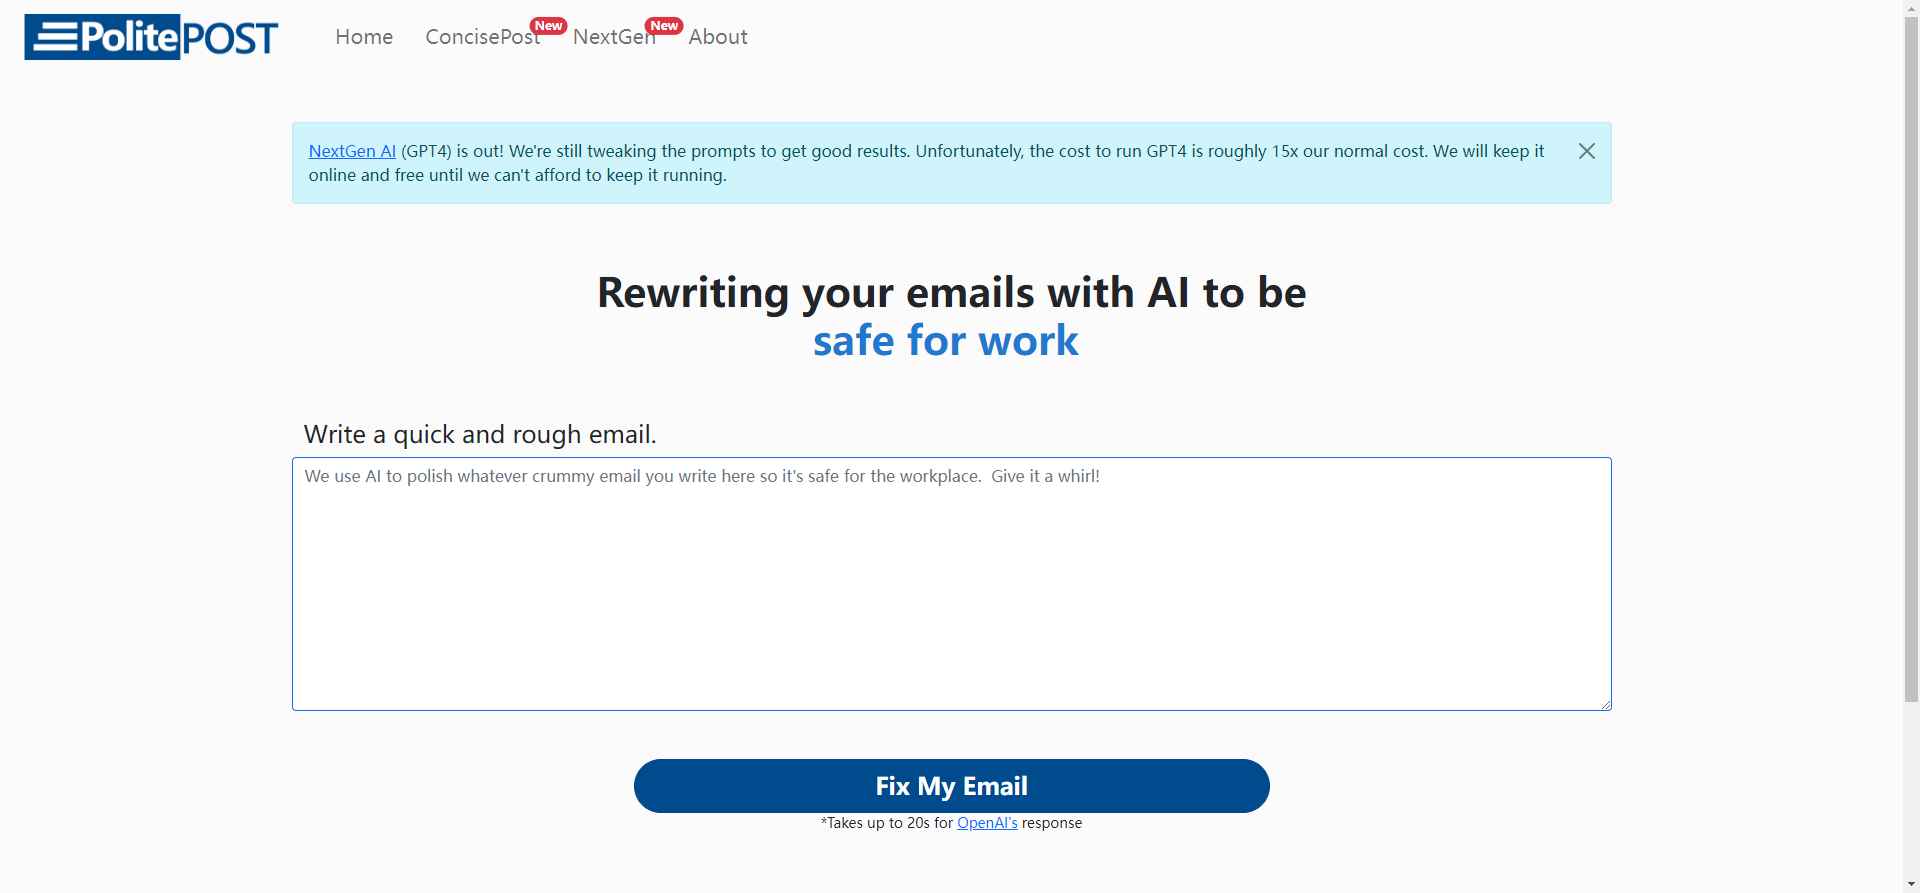 PolitePOST
Home ConcisePost New NextGen New About
NextGen AI (GPT4) is out! We're still tweaking the prompts to get good results. Unfortunately, the cost to run GPT4 is roughly 15x our normal cost. We will keep it
online and free until we can't afford to keep it running.
Rewriting your emails with AI to be
safe for work
Write a quick and rough email.
We use AI to polish whatever crummy email you write here so it's safe for the workplace. Give it a whirl!
Fix My Email
*Takes up to 20s for OpenAI's response